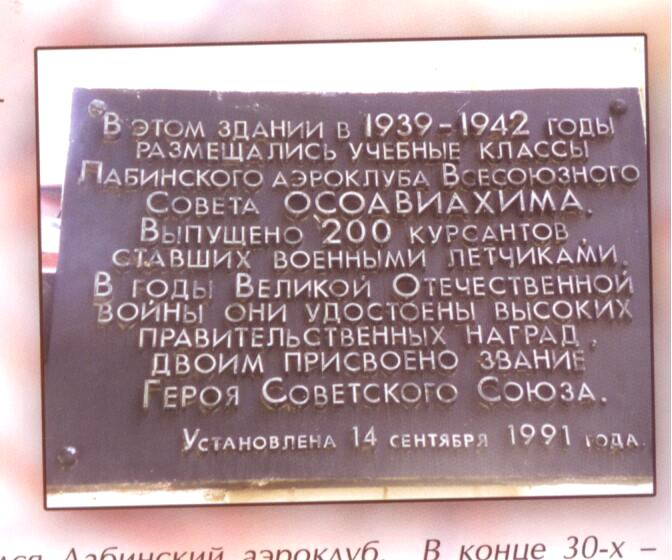 В этом здании в 1939–1942 годы
размещались учебные классы
Лабинского аэроклуба Всесоюзного
Совета ОСОАВИАХИМА.
Выпущено 200 курсантов,
ставших военными летчиками.
В годы Великой Отечественной
войны они удостоены высоких
правительственных наград,
двоим присвоено звание
Героя Советского Союза.
Установлена 14 сентября 1991 года.
Лабинский аэроклуб. В конце 30-х –